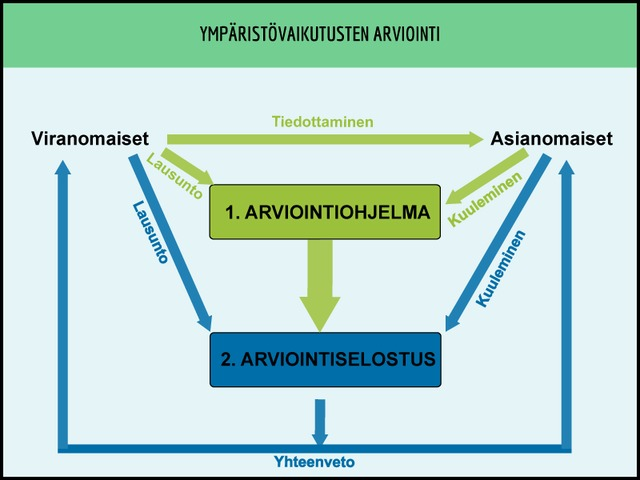 YMPÄRISTÖVAIKUTUSTEN ARVIOINTI
Tiedottaminen
Viranomaiset
Asianomaiset
Lausunto
Kuuleminen
1. ARVIOINTIOHJELMA
Lausunto
Kuuleminen
2. ARVIOINTISELOSTUS
Yhteenveto